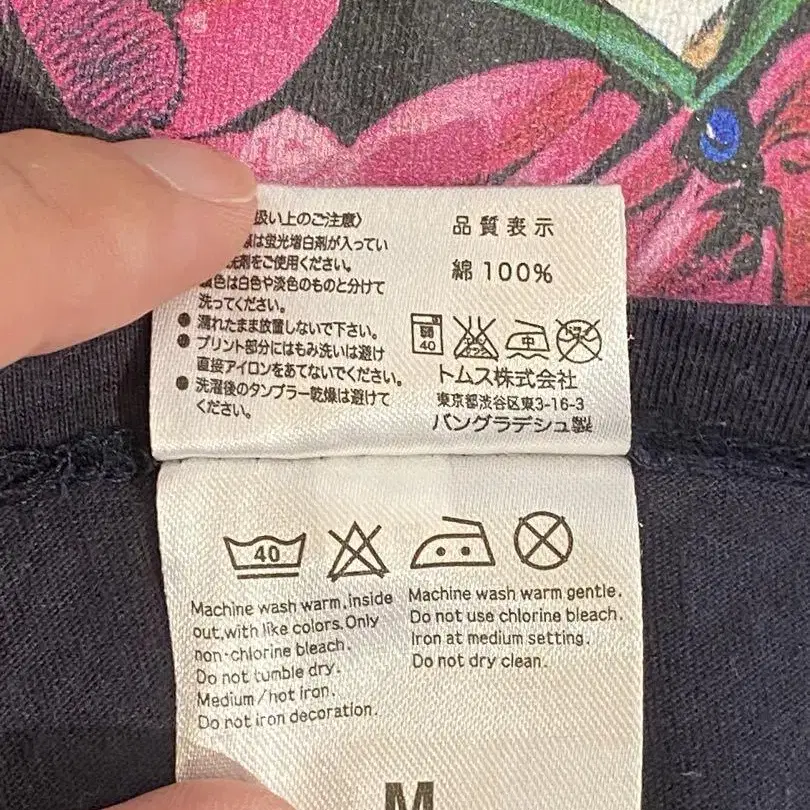 扱い上のご注意〉
は蛍光増白剤が入ってい
洗剤をご使用ください。
色は白色や淡色のものと分けて
洗ってください。
● 濡れたまま放置しないで下さい。
● プリント部分にはもみ洗いは避け
直接アイロンをあてないでください。
● 洗濯後のタンブラー乾燥は避けて
ください。
品質表示
綿 100%
40
中
トムス株式会社
東京都渋谷区東3-16-3
バングラデシュ製
40
Machine wash warm, inside
out, with like colors. Only
non-chlorine bleach.
Do not tumble dry.
Medium/hot iron.
Do not iron decoration.
Machine wash warm gentle.
Do not use chlorine bleach.
Iron at medium setting.
Do not dry clean.
M